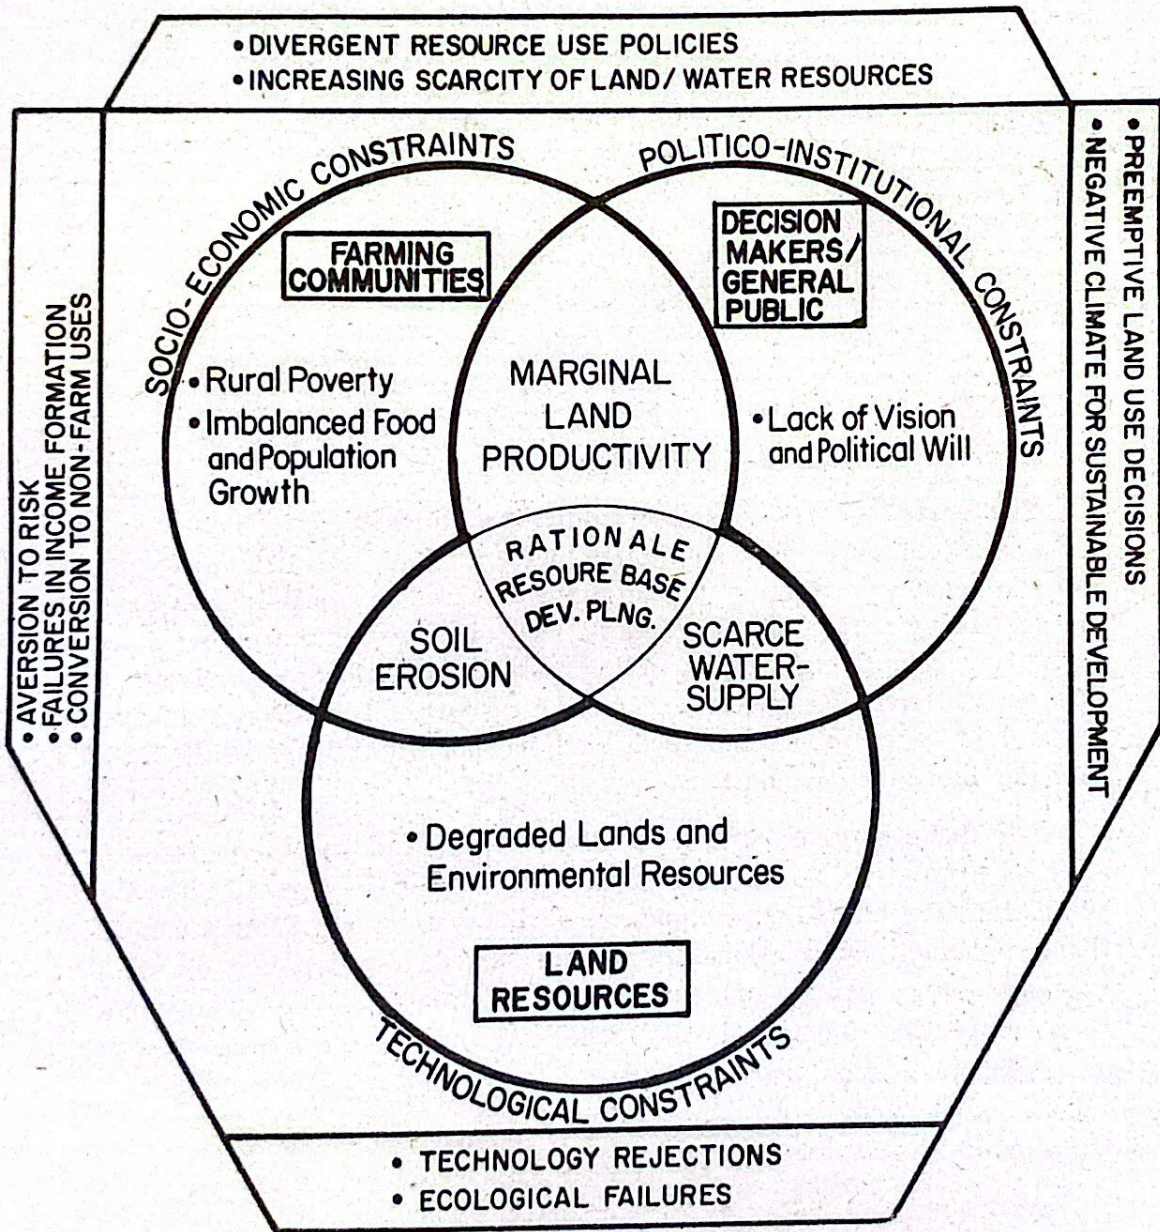 • DIVERGENT RESOURCE USE POLICIES
• INCREASING SCARCITY OF LAND/ WATER RESOURCES
SOCIO-ECONOMIC CONSTRAINTS
POLITICO-INSTITUTIONAL CONSTRAINTS
FARMING
COMMUNITIES
DECISION
MAKERS/
GENERAL
PUBLIC
• Rural Poverty
• Imbalanced Food
and Population
Growth
MARGINAL
LAND
PRODUCTIVITY
• Lack of Vision
and Political Will
RATIONALE
RESOURE BASE
DEV. PLNG.
SOIL
EROSION
SCARCE
WATER-
SUPPLY
• Degraded Lands and
Environmental Resources
LAND
RESOURCES
TECHNOLOGICAL CONSTRAINTS
• AVERSION TO RISK
• FAILURES IN INCOME FORMATION
• CONVERSION TO NON-FARM USES
• PREEMPTIVE LAND USE DECISIONS
• NEGATIVE CLIMATE FOR SUSTAINABLE DEVELOPMENT
• TECHNOLOGY REJECTIONS
• ECOLOGICAL FAILURES